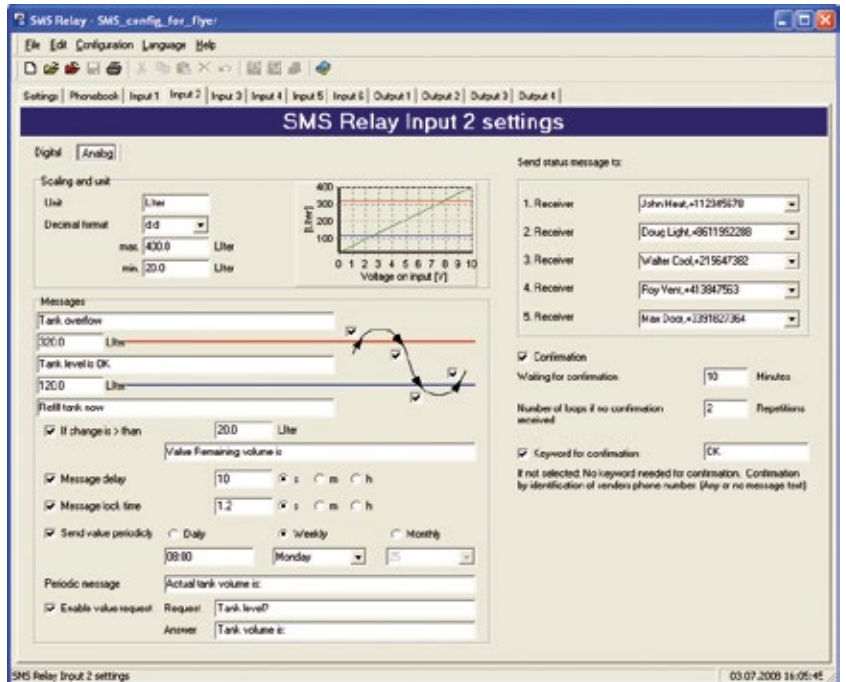 SMS Relay - SMS_config_for_flyer
File Edit Configuration Language Help
Settings Phonebook Input 1 Input 2 Input 3 Input 4 Input 5 Input 6 Output 1 Output 2 Output 3 Output 4
SMS Relay Input 2 settings
Digital Analog
Scaling and unit
Unit Liter
Decimal format d.d
max. 400.0 Liter
min. 20.0 Liter
[Liter]
400
300
200
100
0 1 2 3 4 5 6 7 8 9 10
Voltage on input [V]
Messages
Tank overflow
320.0 Liter
Tank level is OK
120.0 Liter
Refill tank now
If change is > than 20.0 Liter
Value Remaining volume is
Message delay 10 s m h
Message lock time 1.2 s m h
Send value periodicly Daily Weekly Monthly
08:00 Monday 25
Periodic message Actual tank volume is:
Enable value request Request Tank level?
Answer Tank volume is:
Send status message to:
1. Receiver John Heat,+112345678
2. Receiver Doug Light,+8611952288
3. Receiver Walter Cool,+215647382
4. Receiver Roy Vent,+413847563
5. Receiver Max Door,+3391827364
Confirmation
Waiting for confirmation 10 Minutes
Number of loops if no confirmation received 2 Repetitions
Keyword for confirmation OK
If not selected: No keyword needed for confirmation. Confirmation
by identification of senders phone number. (Any or no message text)
SMS Relay Input 2 settings 03.07.2008 16:05:45